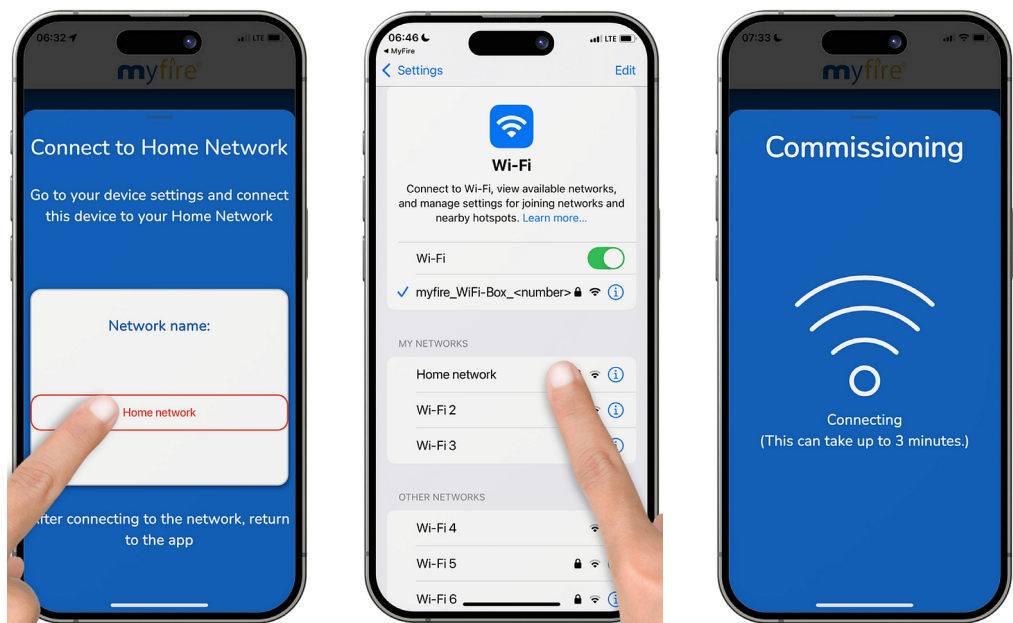 06:32
LTE
myfire®
Connect to Home Network
Go to your device settings and connect
this device to your Home Network
Network name:
Home network
After connecting to the network, return
to the app
06:46
LTE
MyFire
Settings
Edit
Wi-Fi
Connect to Wi-Fi, view available networks,
and manage settings for joining networks and
nearby hotspots. Learn more...
Wi-Fi
myfire_WiFi-Box_<number>
MY NETWORKS
Home network
Wi-Fi 2
Wi-Fi 3
OTHER NETWORKS
Wi-Fi 4
Wi-Fi 5
Wi-Fi 6
07:33
myfire®
Commissioning
Connecting
(This can take up to 3 minutes.)